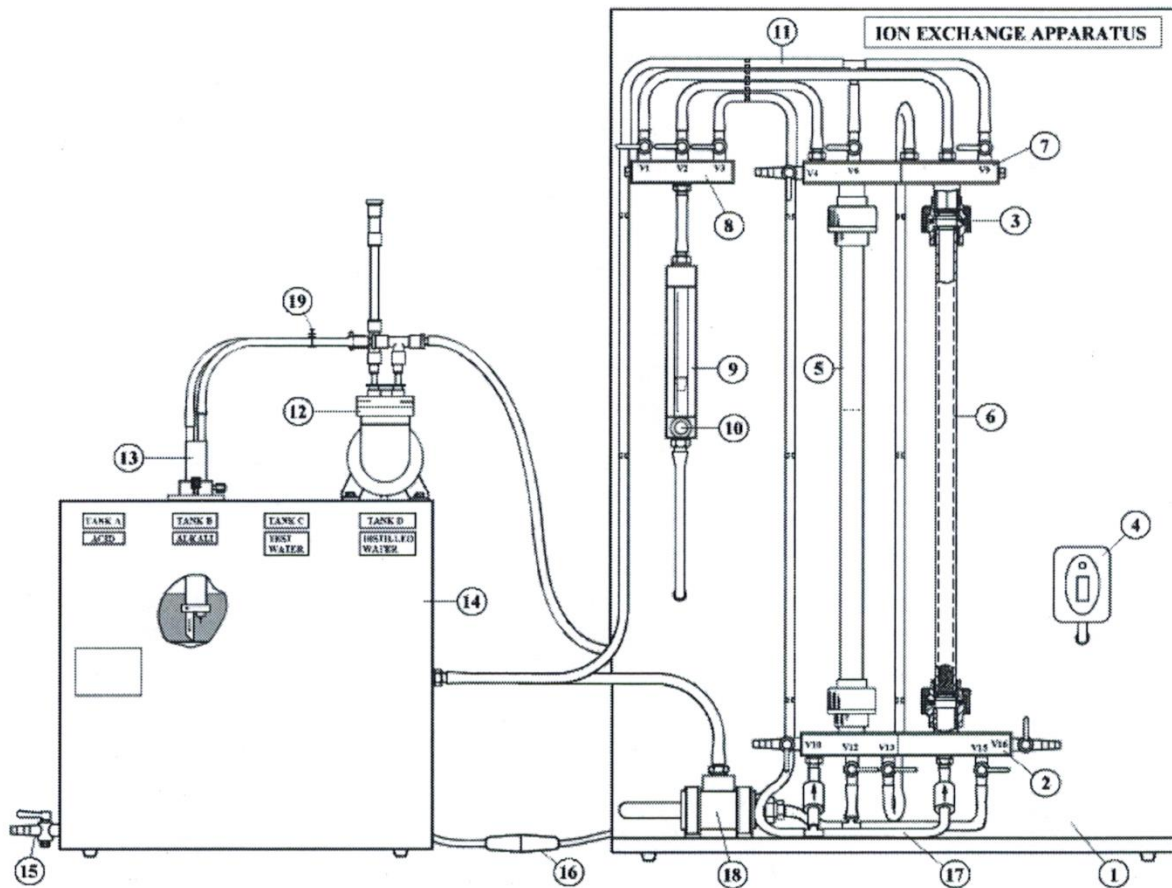 ION EXCHANGE APPARATUS
11
V1 V2 V3
V4 V6
V9
7
8
3
19
9
5
12
10
6
13
TANK A
ACID
TANK B
ALKALI
TANK C
TEST
WATER
TANK D
DISTILLED
WATER
4
14
V10 V12 V13
V15 V16
2
15
16
18
17
1